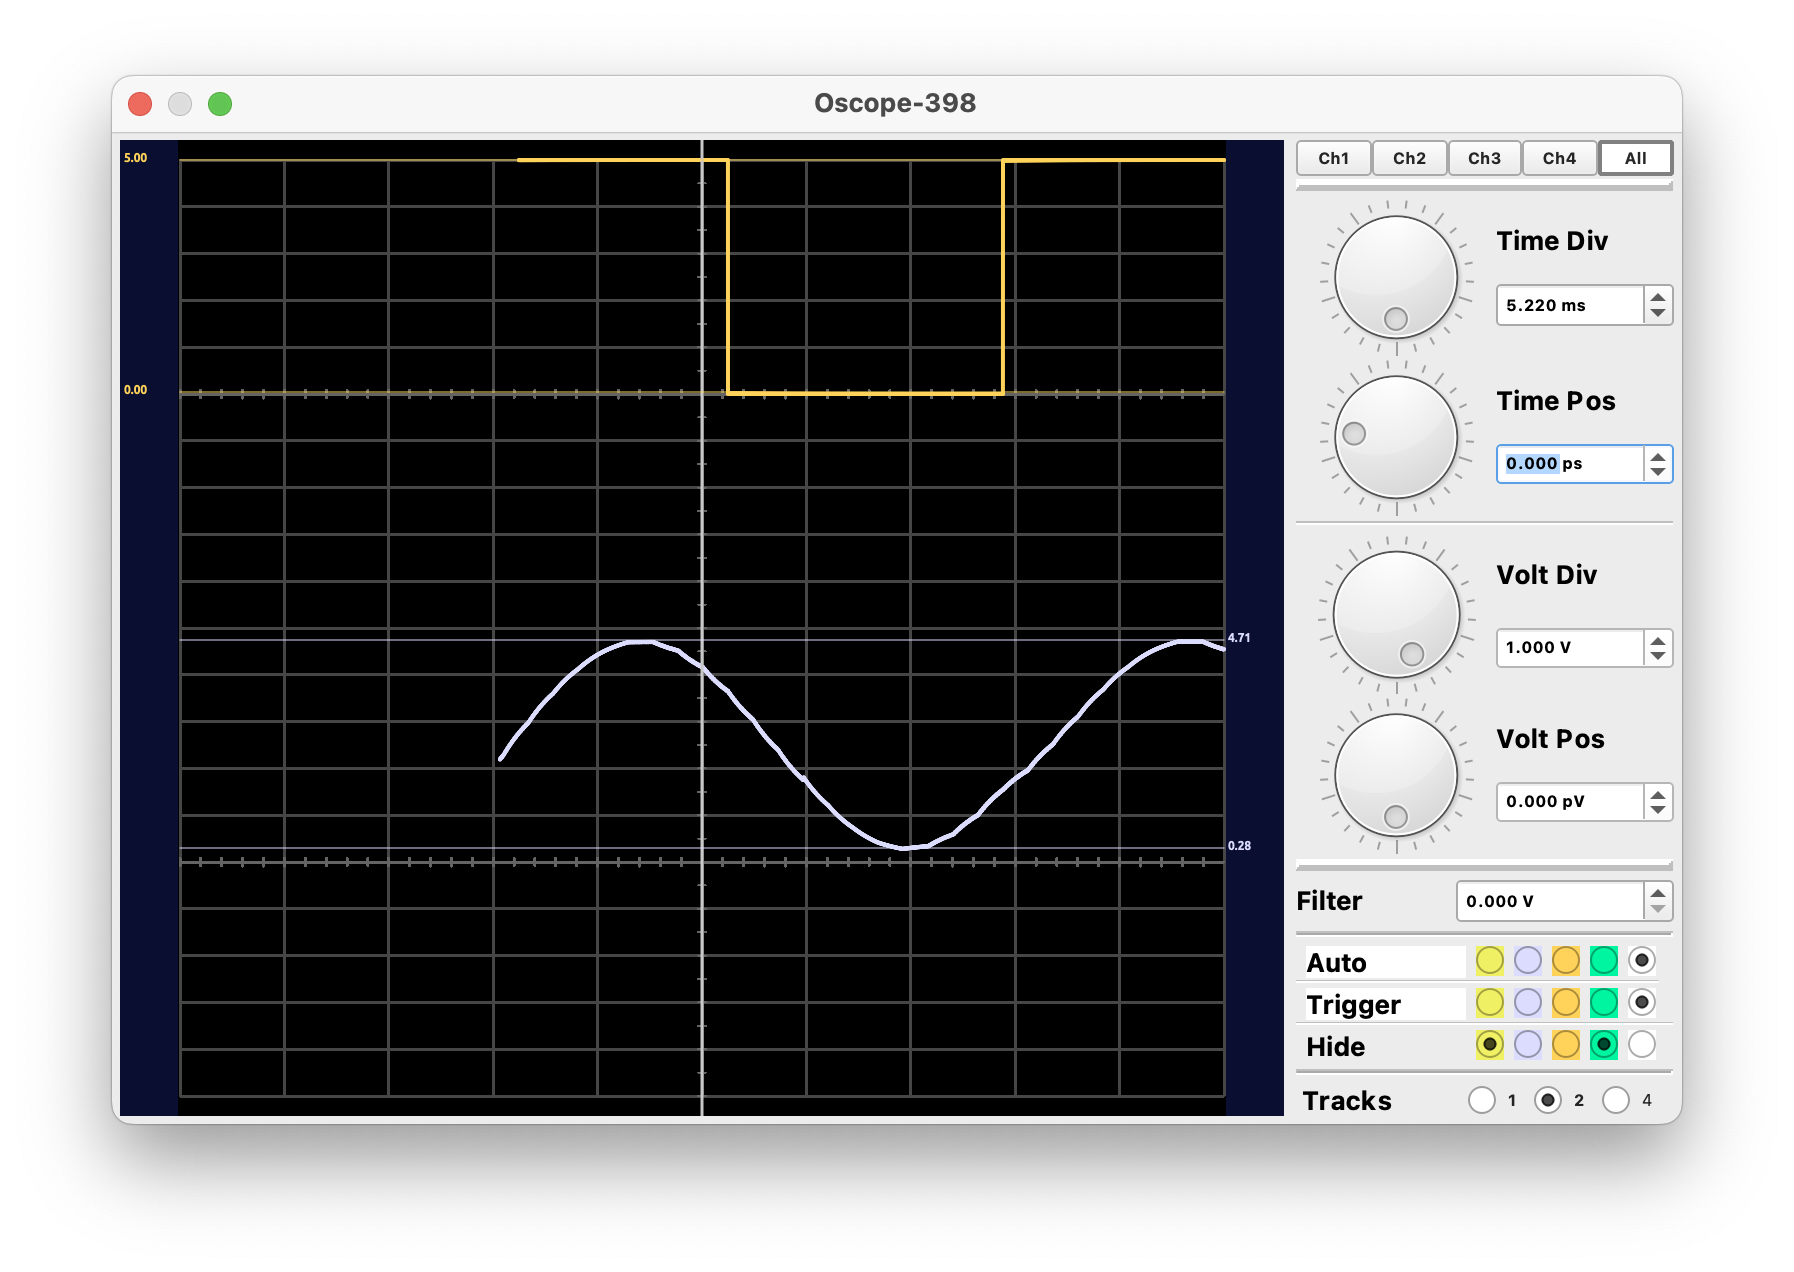 Oscope-398
5.00
0.00
4.71
0.28
Ch1 Ch2 Ch3 Ch4 All
Time Div
5.220 ms
Time Pos
0.000 ps
Volt Div
1.000 V
Volt Pos
0.000 pV
Filter 0.000 V
Auto
Trigger
Hide
Tracks 1 2 4